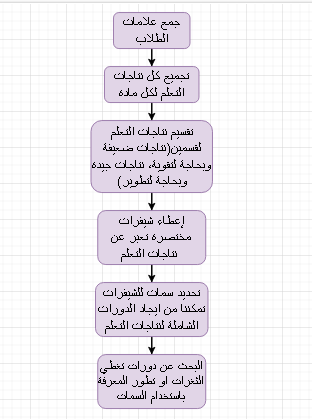 جمع علامات
الطلاب
تجميع كل نتاجات
التعلم لكل مادة
تقسيم نتاجات التعلم
لقسمين(نتاجات ضعيفة
وبحاجة لتقوية، نتاجات جيدة
وبحاجة لتطوير)
إعطاء شيفرات
مختصرة تعبر عن
نتاجات التعلم
تحديد سمات للشيفرات
تمكننا من ايجاد الدورات
الشاملة لنتاجات التعلم
البحث عن دورات تغطي
الثغرات او تطور المعرفة
باستخدام السمات